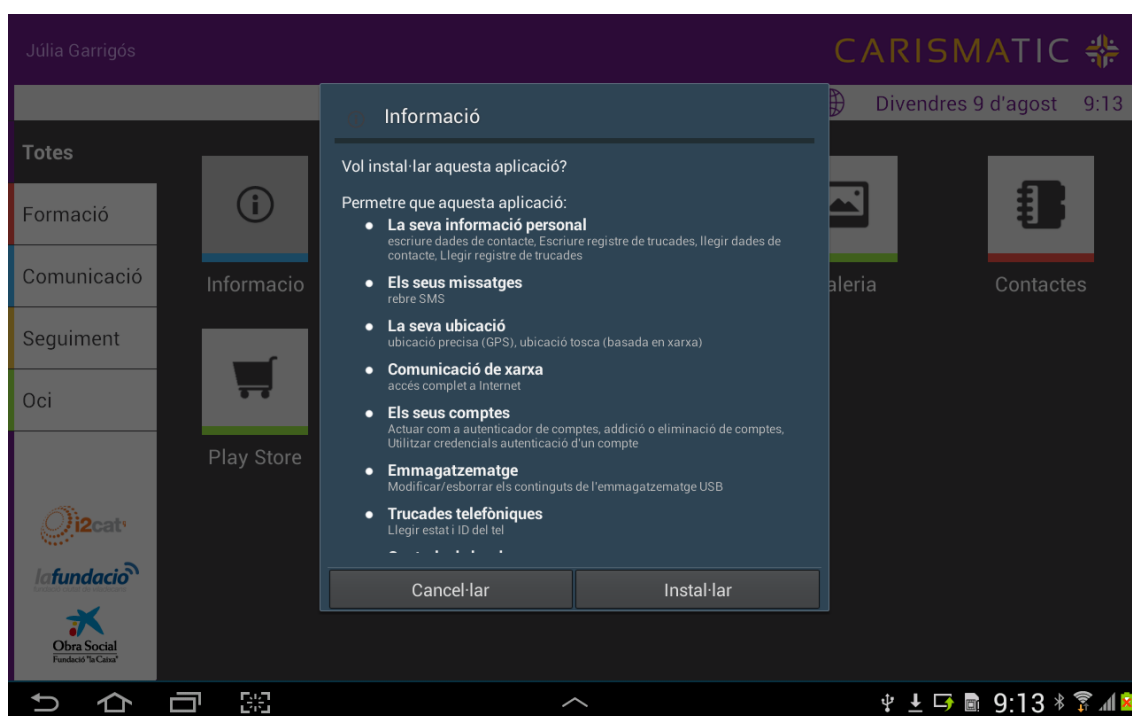 Júlia Garrigós
CARISMATIC
Divendres 9 d'agost 9:13
Totes
Formació
Comunicació
Seguiment
Oci
Informacio
Play Store
aleria
Contactes
Informació
Vol instal·lar aquesta aplicació?
Permetre que aquesta aplicació:
● La seva informació personal
escriure dades de contacte, Escriure registre de trucades, llegir dades de
contacte, Llegir registre de trucades
● Els seus missatges
rebre SMS
● La seva ubicació
ubicació precisa (GPS), ubicació tosca (basada en xarxa)
● Comunicació de xarxa
accés complet a Internet
● Els seus comptes
Actuar com a autenticador de comptes, addició o eliminació de comptes,
Utilitzar credencials autenticació d'un compte
● Emmagatzematge
Modificar/esborrar els continguts de l'emmagatzematge USB
● Trucades telefòniques
Llegir estat i ID del tel
Cancel·lar
Instal·lar
i2cat
lafundació
Obra Social
Fundació "la Caixa"
9:13